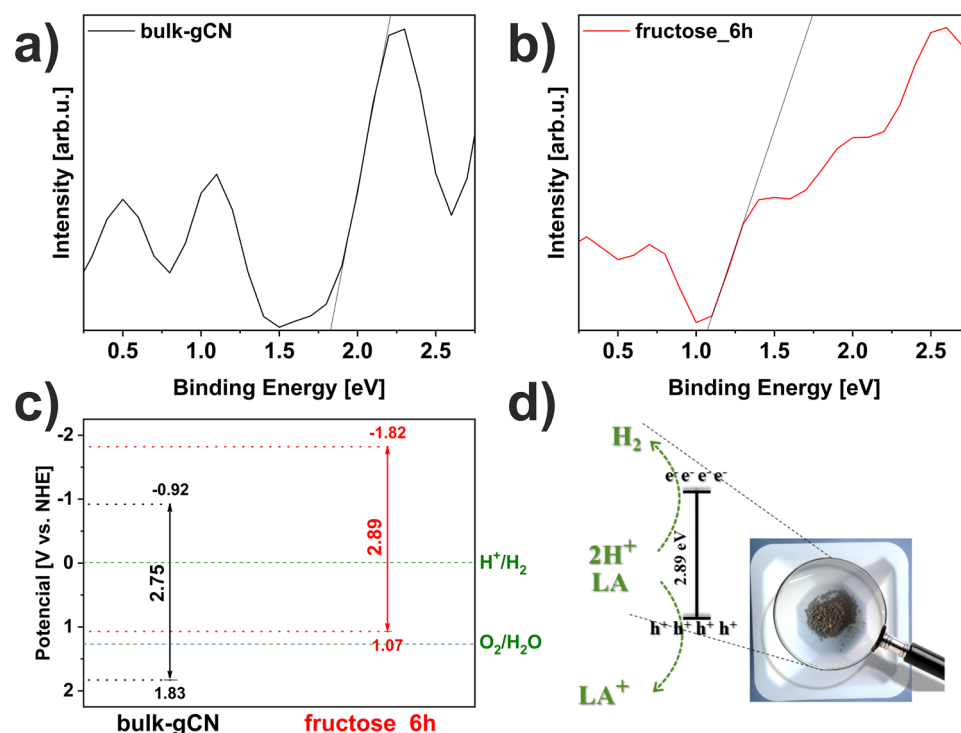 a)
bulk-gCN
Intensity [arb.u.]
0.5 1.0 1.5 2.0 2.5
Binding Energy [eV]
b)
fructose_6h
Intensity [arb.u.]
0.5 1.0 1.5 2.0 2.5
Binding Energy [eV]
c)
Potencial [V vs. NHE]
-2
-1
0
1
2
-0.92
2.75
1.83
-1.82
2.89
1.07
H⁺/H₂
O₂/H₂O
bulk-gCN
fructose_6h
d)
H₂
e⁻ e⁻ e⁻ e⁻
2H⁺
LA
2.89 eV
h⁺ h⁺ h⁺ h⁺
LA⁺